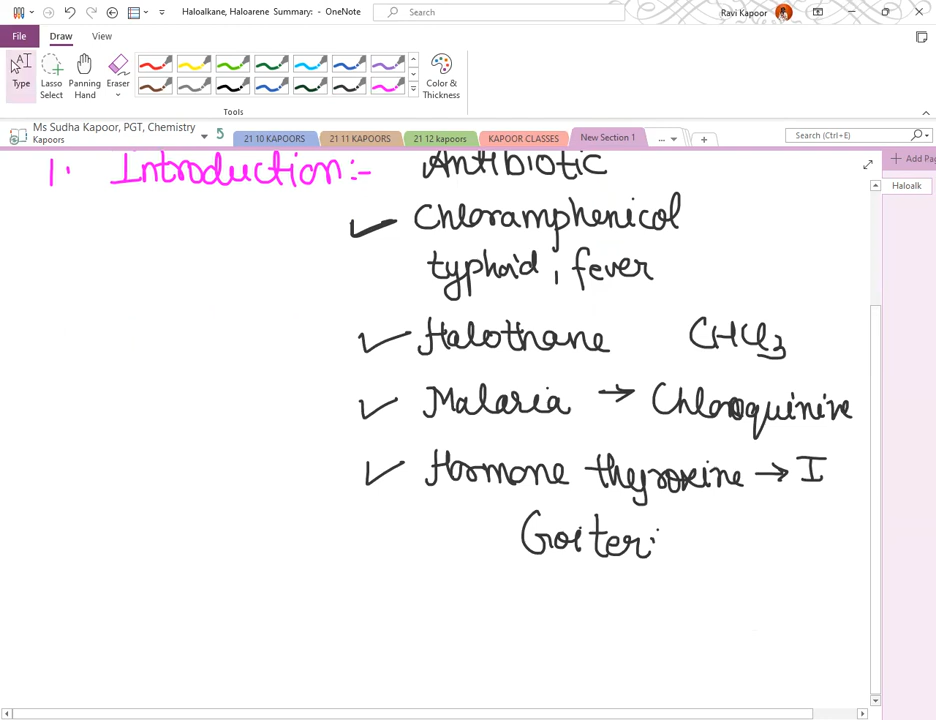 Haloalkane, Haloarene Summary: - OneNote
Search
Ravi Kapoor
File
Draw
View
Type
Lasso Select
Panning Hand
Eraser
Color & Thickness
Tools
Ms Sudha Kapoor, PGT, Chemistry
Kapoors
21 10 KAPOORS
21 11 KAPOORS
21 12 kapoors
KAPOOR CLASSES
New Section 1
...
Search (Ctrl+E)
Add Pag
Haloalk
1. Introduction:- Antibiotic
✓ Chloramphenicol
typhoid, fever
✓ Halothane CHCl3
✓ Malaria → Chloroquinine
✓ Hormone thyroxine → I
Goiter: